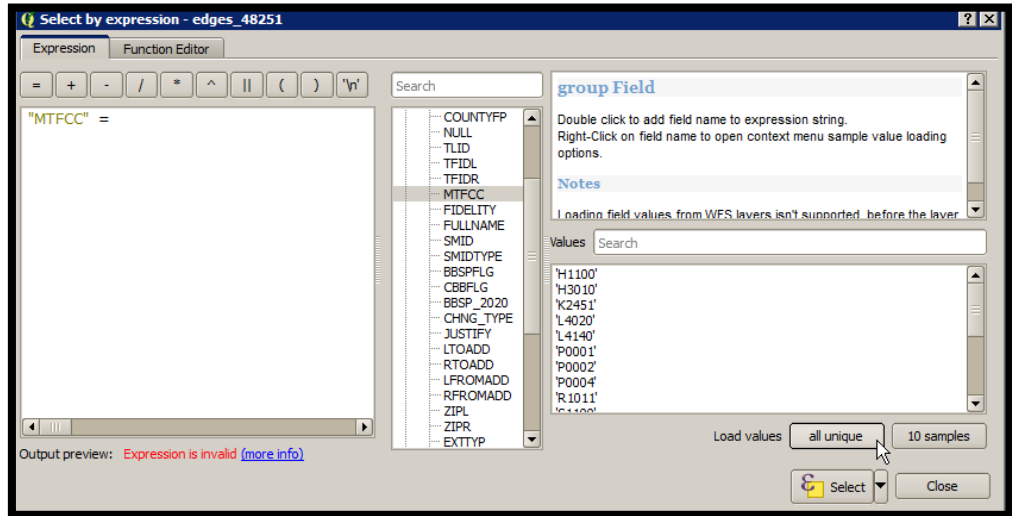 Select by expression - edges_48251
? X
Expression Function Editor
= + - / * ^ || ( ) '\n'
"MTFCC" =
Search
COUNTYFP
NULL
TLID
TFIDL
TFIDR
MTFCC
FIDELITY
FULLNAME
SMID
SMIDTYPE
BBSPFLG
CBBFLG
BBSP_2020
CHNG_TYPE
JUSTIFY
LTOADD
RTOADD
LFROMADD
RFROMADD
ZIPL
ZIPR
EXTTYP
group Field
Double click to add field name to expression string.
Right-Click on field name to open context menu sample value loading
options.
Notes
Loading field values from WFS layers isn't supported, before the layer
Values Search
'H1100'
'H3010'
'K2451'
'L4020'
'L4140'
'P0001'
'P0002'
'P0004'
'R1011'
Load values all unique 10 samples
Output preview: Expression is invalid (more info)
Select Close